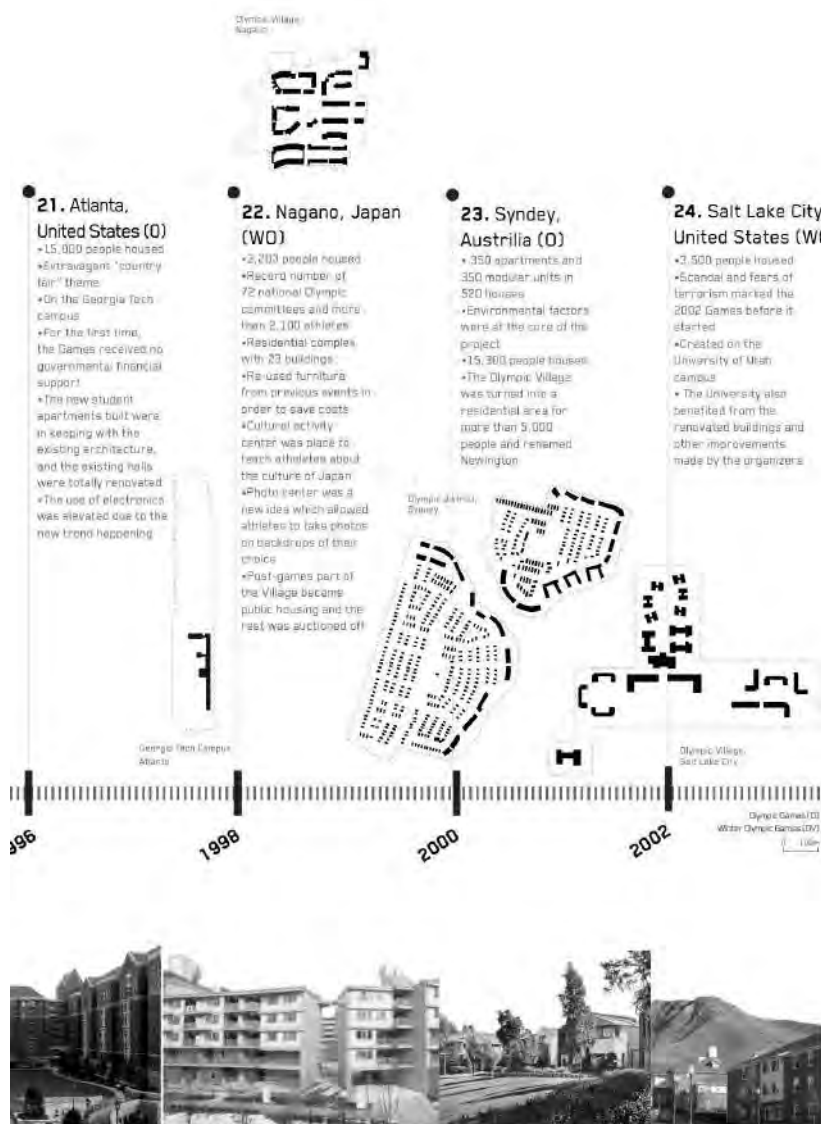 Olympic Village,
Nagano
21. Atlanta,
United States (O)
•15,000 people housed
•Extravagant "country
fair" theme
•On the Georgia Tech
campus
•For the first time,
the Games received no
governmental financial
support
•The new student
apartments built were
in keeping with the
existing architecture,
and the existing halls
were totally renovated
•The use of electronics
was elevated due to the
new trend happening
Georgia Tech Campus,
Atlanta
22. Nagano, Japan
(WO)
•2,200 people housed
•Record number of
72 national Olympic
committees and more
than 2,100 athletes
•Residential complex
with 23 buildings
•Re-used furniture
from previous events in
order to save costs
•Cultural activity
center was place to
teach atheletes about
the culture of Japan
•Photo center was a
new idea which allowed
athletes to take photos
on backdrops of their
choice
•Post-games part of
the Village became
public housing and the
rest was auctioned off
23. Syndey,
Austrilia (O)
• 350 apartments and
350 modular units in
520 houses
•Environmental factors
were at the core of the
project
•15,300 people housed
•The Olympic Village
was turned into a
residential area for
more than 5,000
people and renamed
Newington
Olympic district,
Sydney
24. Salt Lake City
United States (WO
•3,500 people housed
•Scandal and fears of
terrorism marked the
2002 Games before it
started
•Created on the
University of Utah
campus
• The University also
benefited from the
renovated buildings and
other improvements
made by the organizers
Olympic Village,
Salt Lake City
996
1998
2000
2002
Olympic Games (O)
Winter Olympic Games (OV)
0 100m